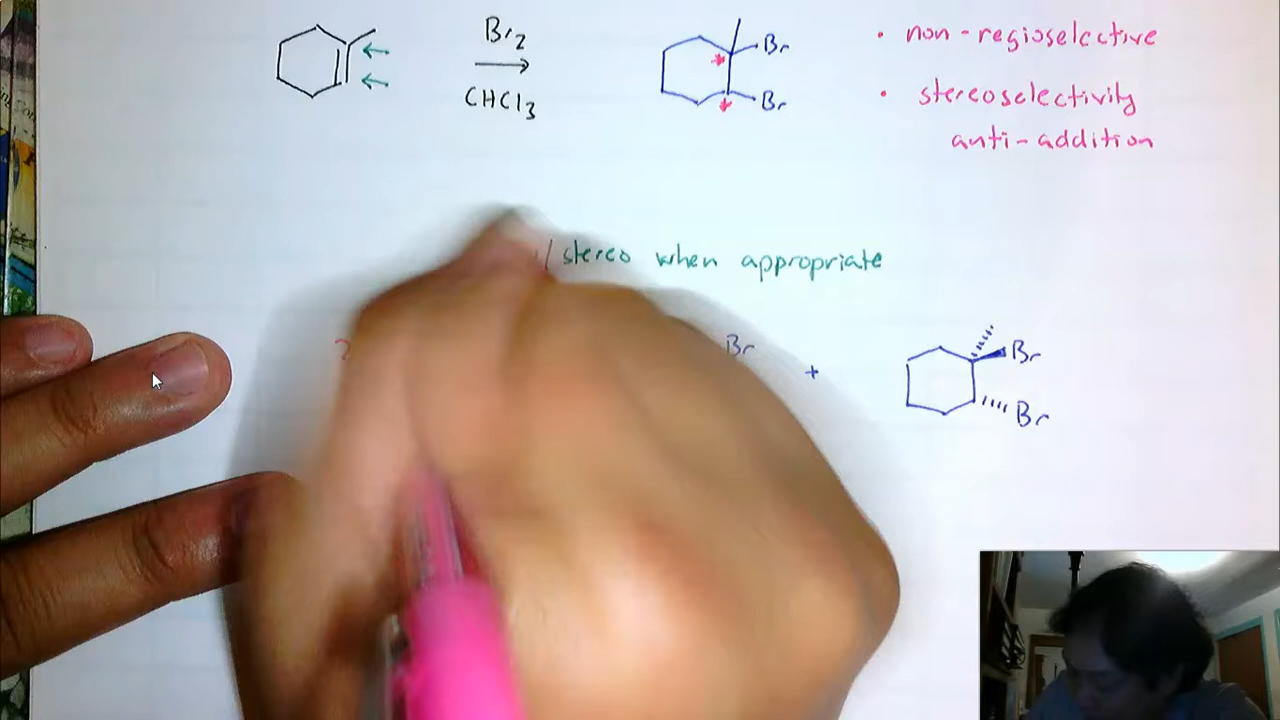 Br2
CHCl3
Br
Br
• non-regioselective
• stereoselectivity
anti-addition
/stereo when appropriate
Br
+
Br
Br